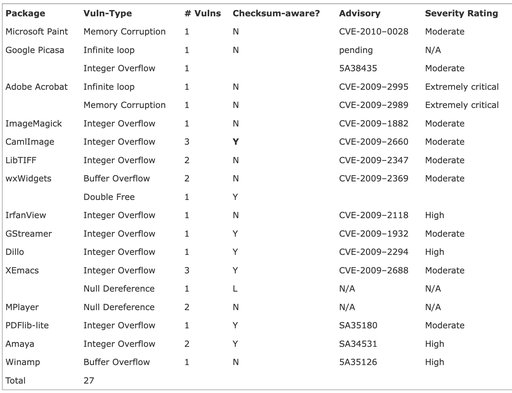 Package Vuln-Type # Vulns Checksum-aware? Advisory Severity Rating
Microsoft Paint Memory Corruption 1 N CVE-2010–0028 Moderate
Google Picasa Infinite loop 1 N pending N/A
Integer Overflow 1 5A38435 Moderate
Adobe Acrobat Infinite loop 1 N CVE-2009–2995 Extremely critical
Memory Corruption 1 N CVE-2009–2989 Extremely critical
ImageMagick Integer Overflow 1 N CVE-2009–1882 Moderate
CamlImage Integer Overflow 3 Y CVE-2009–2660 Moderate
LibTIFF Integer Overflow 2 N CVE-2009–2347 Moderate
wxWidgets Buffer Overflow 2 N CVE-2009–2369 Moderate
Double Free 1 Y
IrfanView Integer Overflow 1 N CVE-2009–2118 High
GStreamer Integer Overflow 1 Y CVE-2009–1932 Moderate
Dillo Integer Overflow 1 Y CVE-2009–2294 High
XEmacs Integer Overflow 3 Y CVE-2009–2688 Moderate
Null Dereference 1 L N/A N/A
MPlayer Null Dereference 2 N N/A N/A
PDFlib-lite Integer Overflow 1 Y SA35180 Moderate
Amaya Integer Overflow 2 Y SA34531 High
Winamp Buffer Overflow 1 N 5A35126 High
Total 27